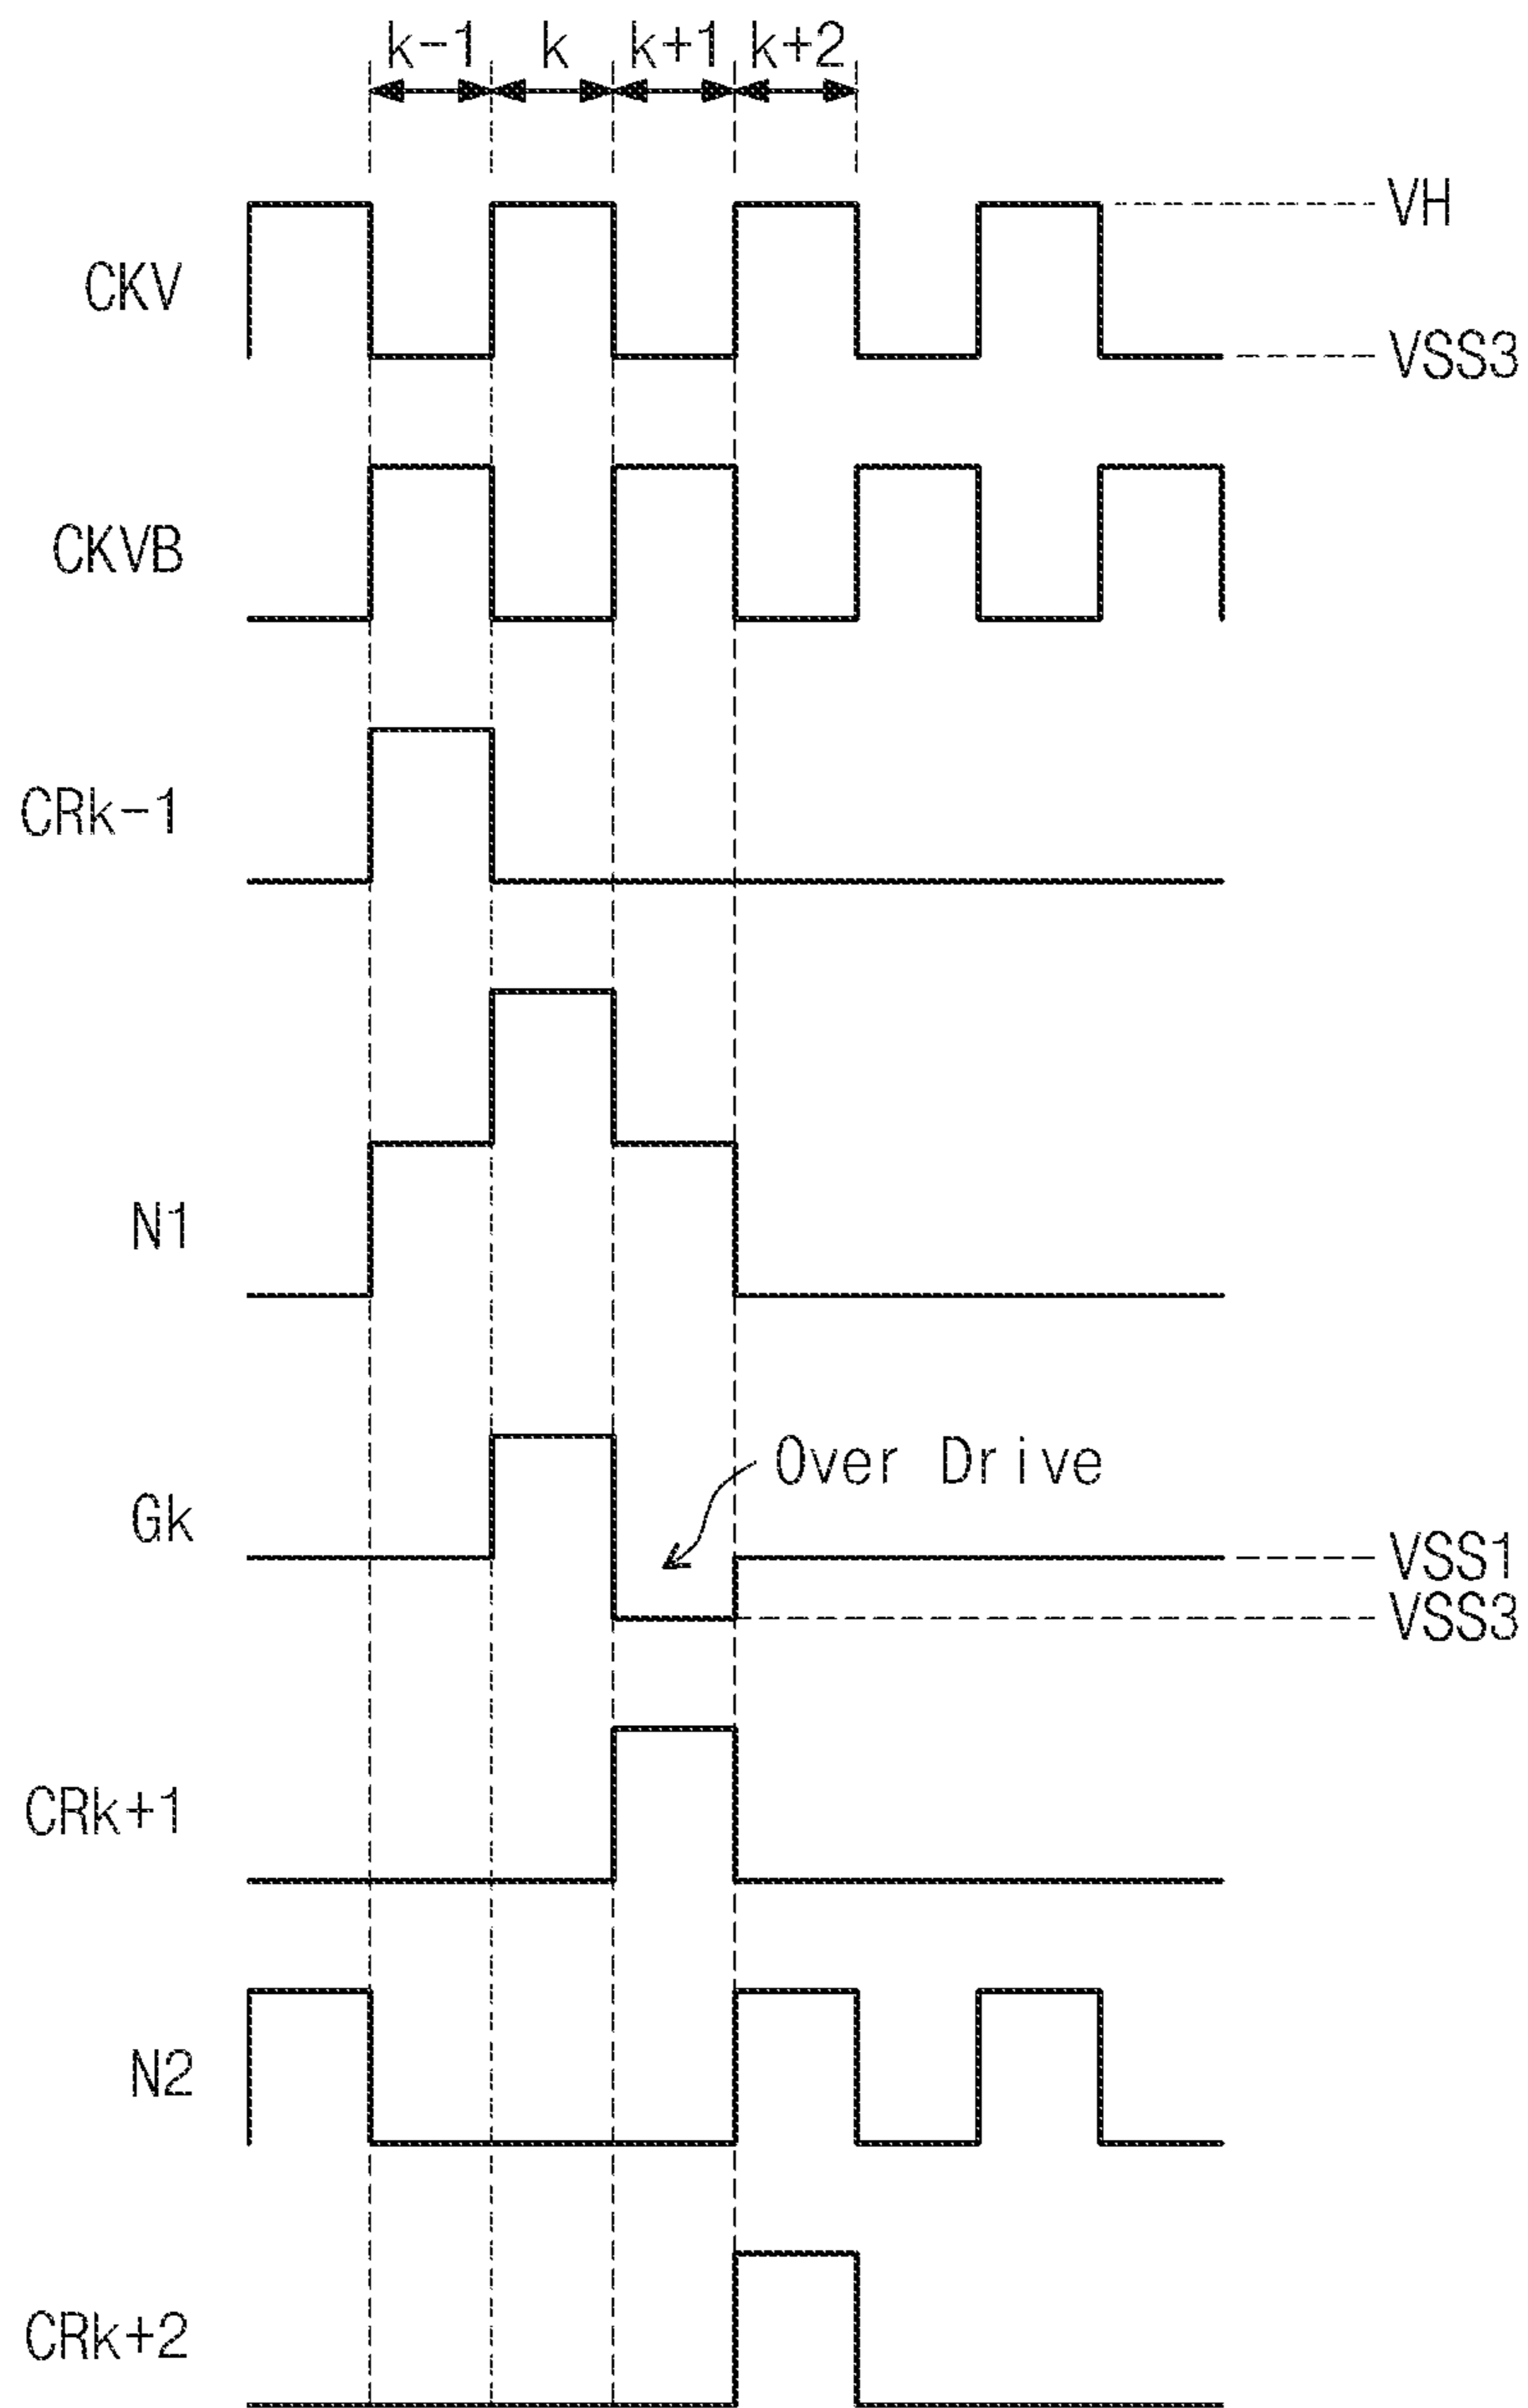 k-1 k k+1 k+2
VH
CKV
VSS3
CKVB
CRk-1
N1
Over Drive
Gk
VSS1
VSS3
CRk+1
N2
CRk+2